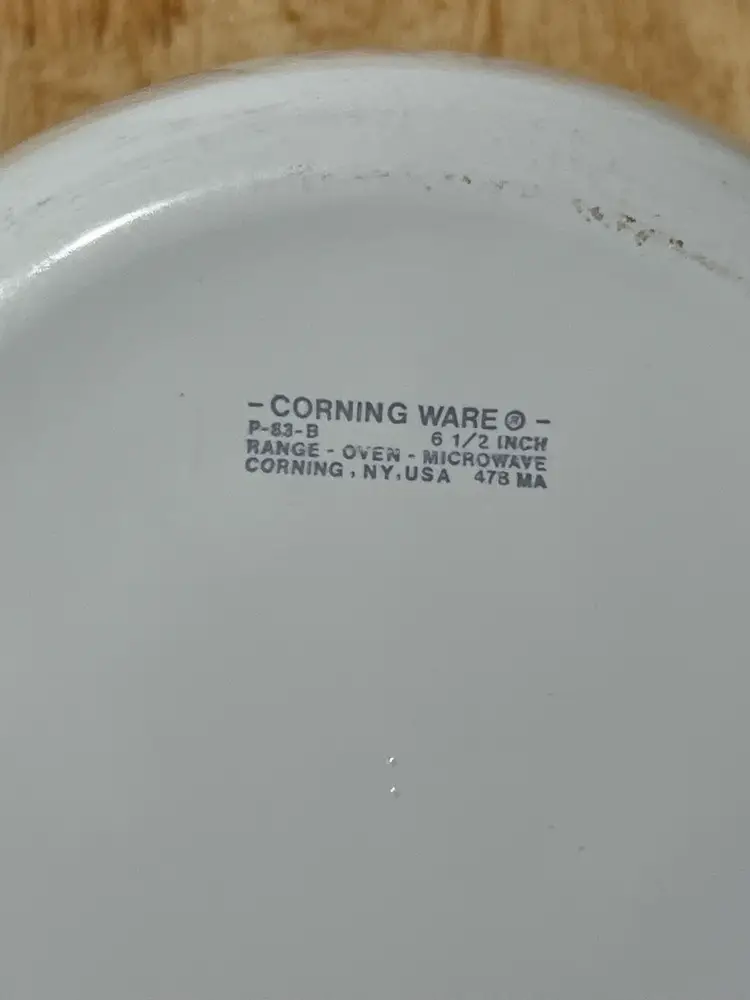 - CORNING WARE ® -
P-83-B 6 1/2 INCH
RANGE - OVEN - MICROWAVE
CORNING, NY, USA 478 MA